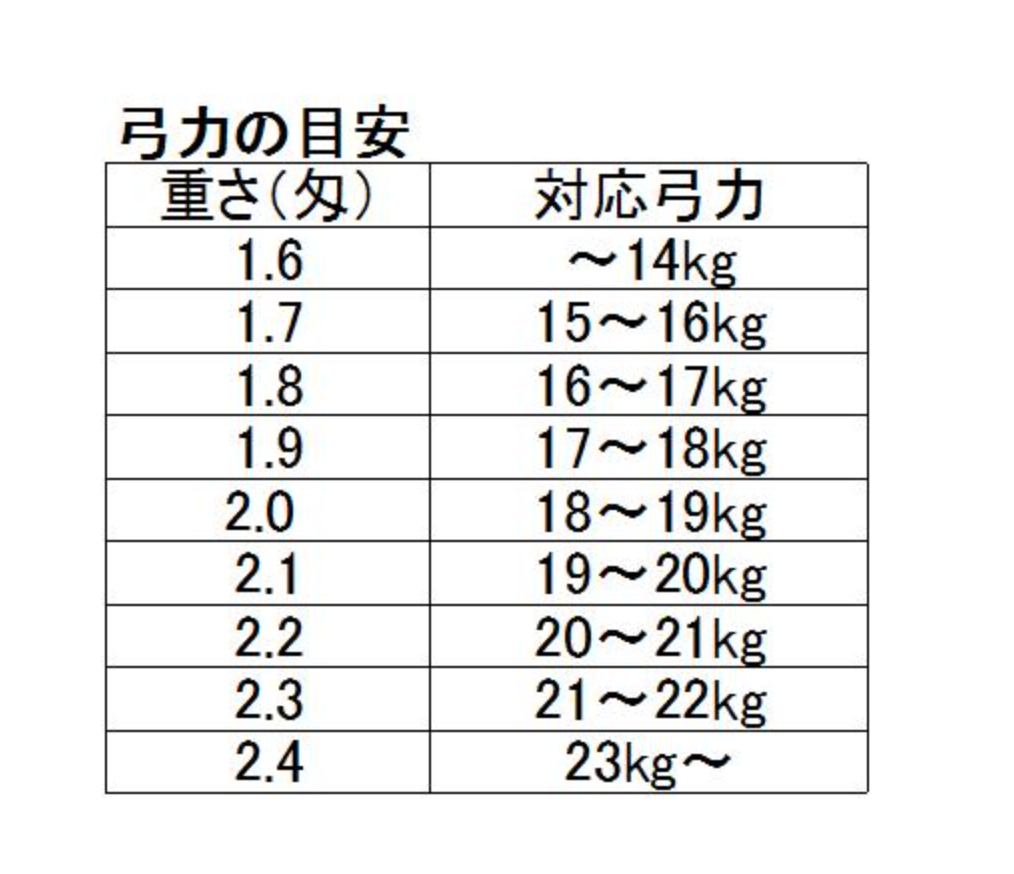 弓力の目安
重さ(匁) 対応弓力
1.6 ～14kg
1.7 15～16kg
1.8 16～17kg
1.9 17～18kg
2.0 18～19kg
2.1 19～20kg
2.2 20～21kg
2.3 21～22kg
2.4 23kg～